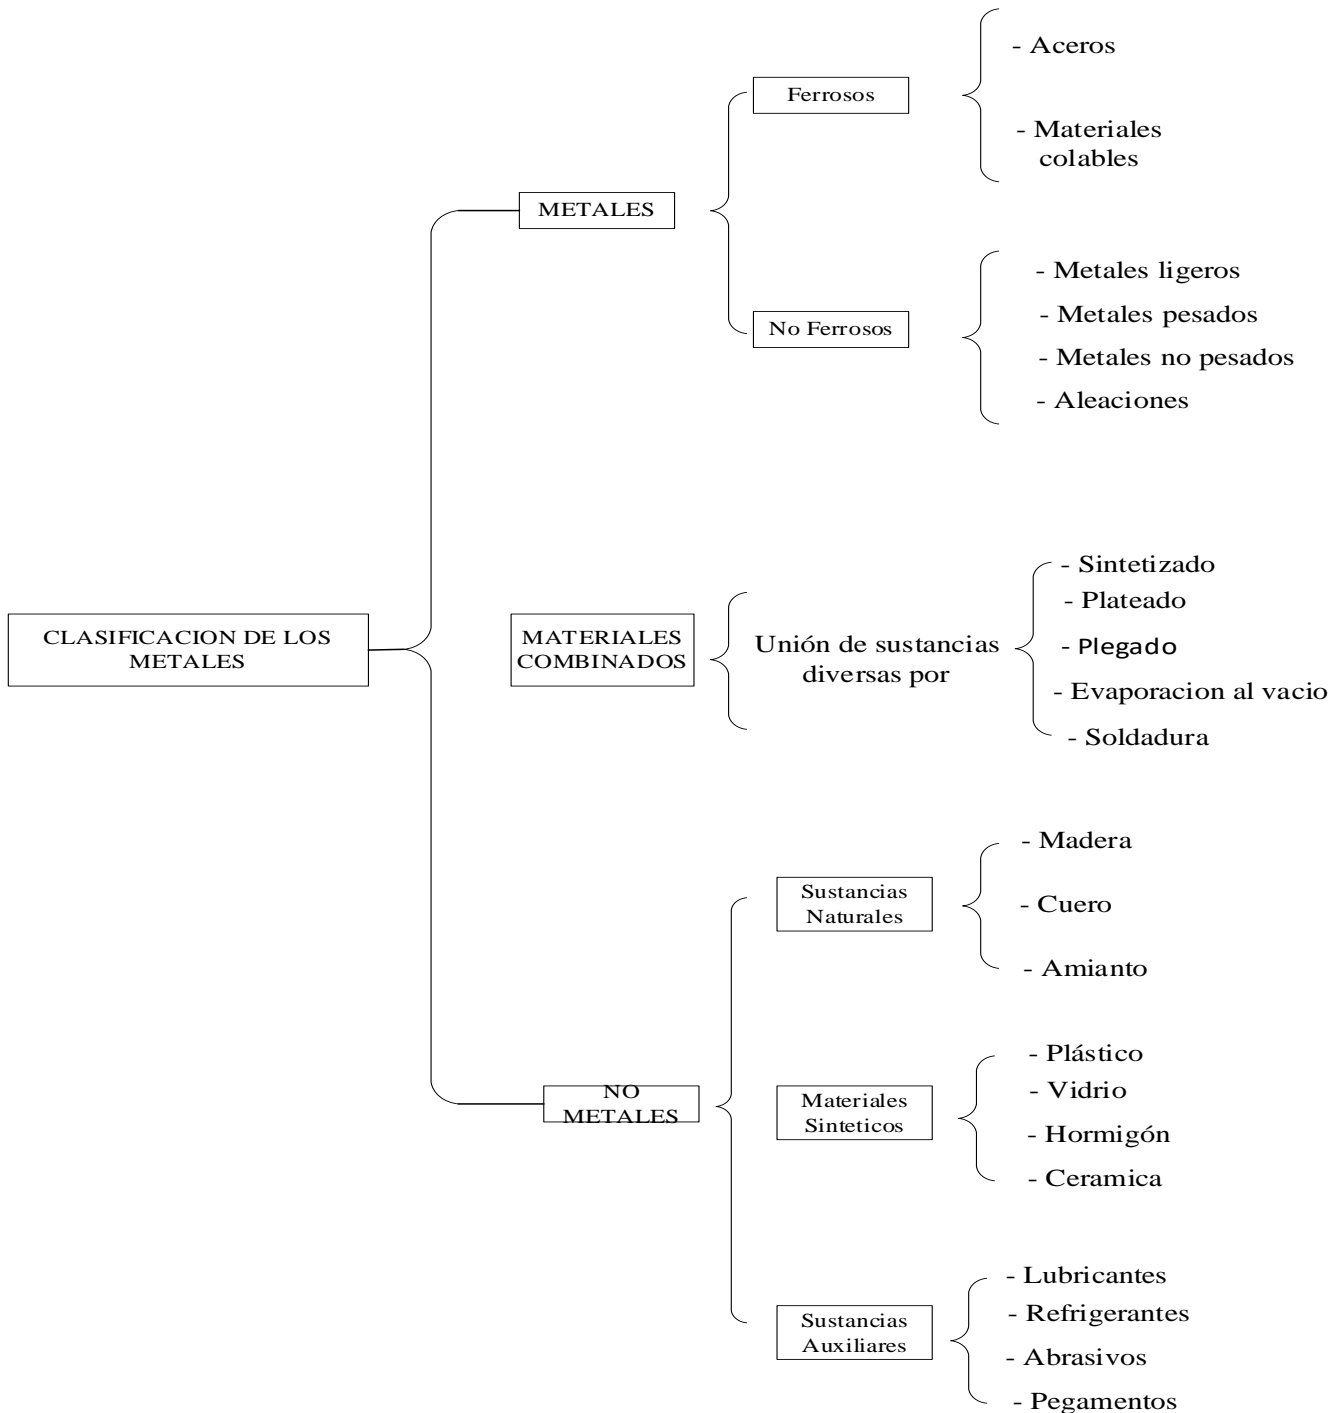 CLASIFICACION DE LOS
METALES
METALES
Ferrosos
- Aceros
- Materiales
colables
No Ferrosos
- Metales ligeros
- Metales pesados
- Metales no pesados
- Aleaciones
MATERIALES
COMBINADOS
Unión de sustancias
diversas por
- Sintetizado
- Plateado
- Plegado
- Evaporacion al vacio
- Soldadura
NO
METALES
Sustancias
Naturales
- Madera
- Cuero
- Amianto
Materiales
Sinteticos
- Plástico
- Vidrio
- Hormigón
- Ceramica
Sustancias
Auxiliares
- Lubricantes
- Refrigerantes
- Abrasivos
- Pegamentos